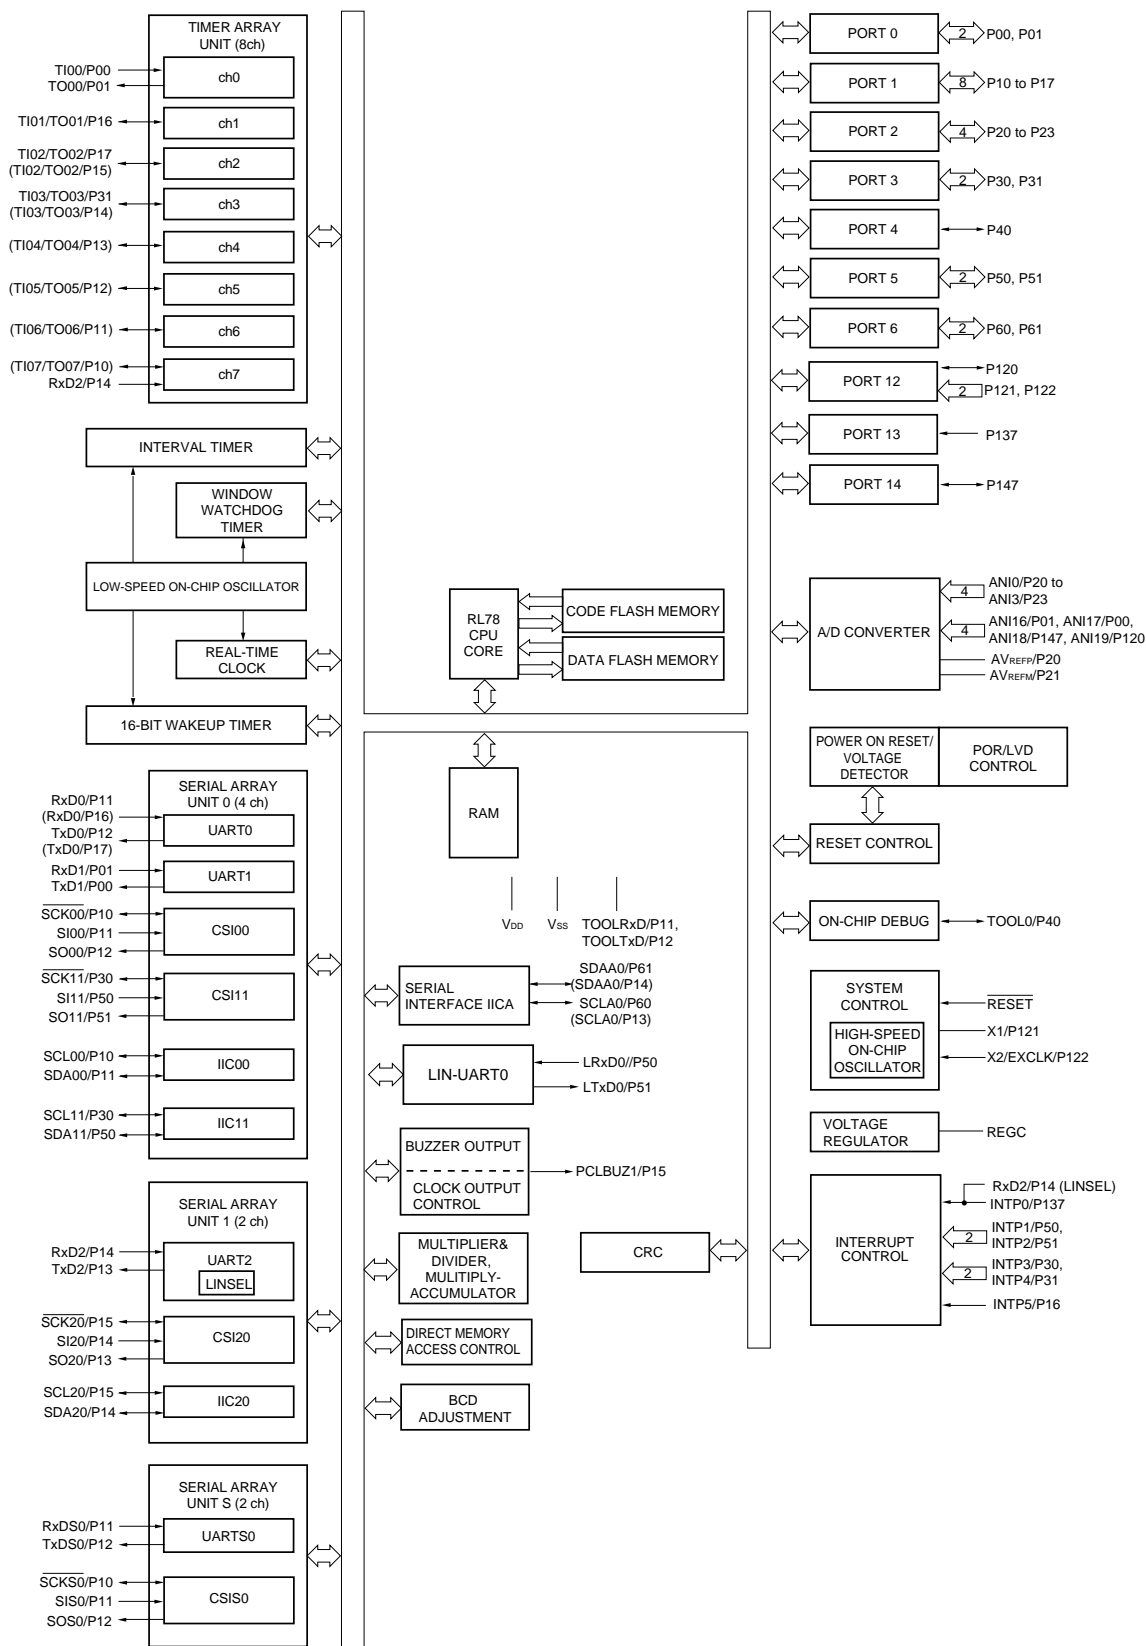 TIMER ARRAY
UNIT (8ch)
TI00/P00
TO00/P01
ch0
TI01/TO01/P16
ch1
TI02/TO02/P17
(TI02/TO02/P15)
ch2
TI03/TO03/P31
(TI03/TO03/P14)
ch3
(TI04/TO04/P13)
ch4
(TI05/TO05/P12)
ch5
(TI06/TO06/P11)
ch6
(TI07/TO07/P10)
RxD2/P14
ch7
INTERVAL TIMER
WINDOW
WATCHDOG
TIMER
LOW-SPEED ON-CHIP OSCILLATOR
REAL-TIME
CLOCK
16-BIT WAKEUP TIMER
SERIAL ARRAY
UNIT 0 (4 ch)
RxD0/P11
(RxD0/P16)
TxD0/P12
(TxD0/P17)
UART0
RxD1/P01
TxD1/P00
UART1
SCK00/P10
SI00/P11
SO00/P12
CSI00
SCK11/P30
SI11/P50
SO11/P51
CSI11
SCL00/P10
SDA00/P11
IIC00
SCL11/P30
SDA11/P50
IIC11
SERIAL ARRAY
UNIT 1 (2 ch)
RxD2/P14
TxD2/P13
UART2
LINSEL
SCK20/P15
SI20/P14
SO20/P13
CSI20
SCL20/P15
SDA20/P14
IIC20
SERIAL ARRAY
UNIT S (2 ch)
RxDS0/P11
TxDS0/P12
UARTS0
SCKS0/P10
SIS0/P11
SOS0/P12
CSIS0
RL78
CPU
CORE
CODE FLASH MEMORY
DATA FLASH MEMORY
RAM
VDD
VSS
TOOLRxD/P11,
TOOLTxD/P12
SERIAL
INTERFACE IICA
SDAA0/P61
(SDAA0/P14)
SCLA0/P60
(SCLA0/P13)
LIN-UART0
LRxD0//P50
LTxD0/P51
BUZZER OUTPUT
CLOCK OUTPUT
CONTROL
PCLBUZ1/P15
MULTIPLIER&
DIVIDER,
MULITIPLY-
ACCUMULATOR
DIRECT MEMORY
ACCESS CONTROL
BCD
ADJUSTMENT
CRC
PORT 0
2
P00, P01
PORT 1
8
P10 to P17
PORT 2
4
P20 to P23
PORT 3
2
P30, P31
PORT 4
P40
PORT 5
2
P50, P51
PORT 6
2
P60, P61
PORT 12
P120
2
P121, P122
PORT 13
P137
PORT 14
P147
A/D CONVERTER
4
ANI0/P20 to
ANI3/P23
4
ANI16/P01, ANI17/P00,
ANI18/P147, ANI19/P120
AVREFP/P20
AVREFM/P21
POWER ON RESET/
VOLTAGE
DETECTOR
POR/LVD
CONTROL
RESET CONTROL
ON-CHIP DEBUG
TOOL0/P40
SYSTEM
CONTROL
HIGH-SPEED
ON-CHIP
OSCILLATOR
RESET
X1/P121
X2/EXCLK/P122
VOLTAGE
REGULATOR
REGC
INTERRUPT
CONTROL
RxD2/P14 (LINSEL)
INTP0/P137
2
INTP1/P50,
INTP2/P51
2
INTP3/P30,
INTP4/P31
INTP5/P16